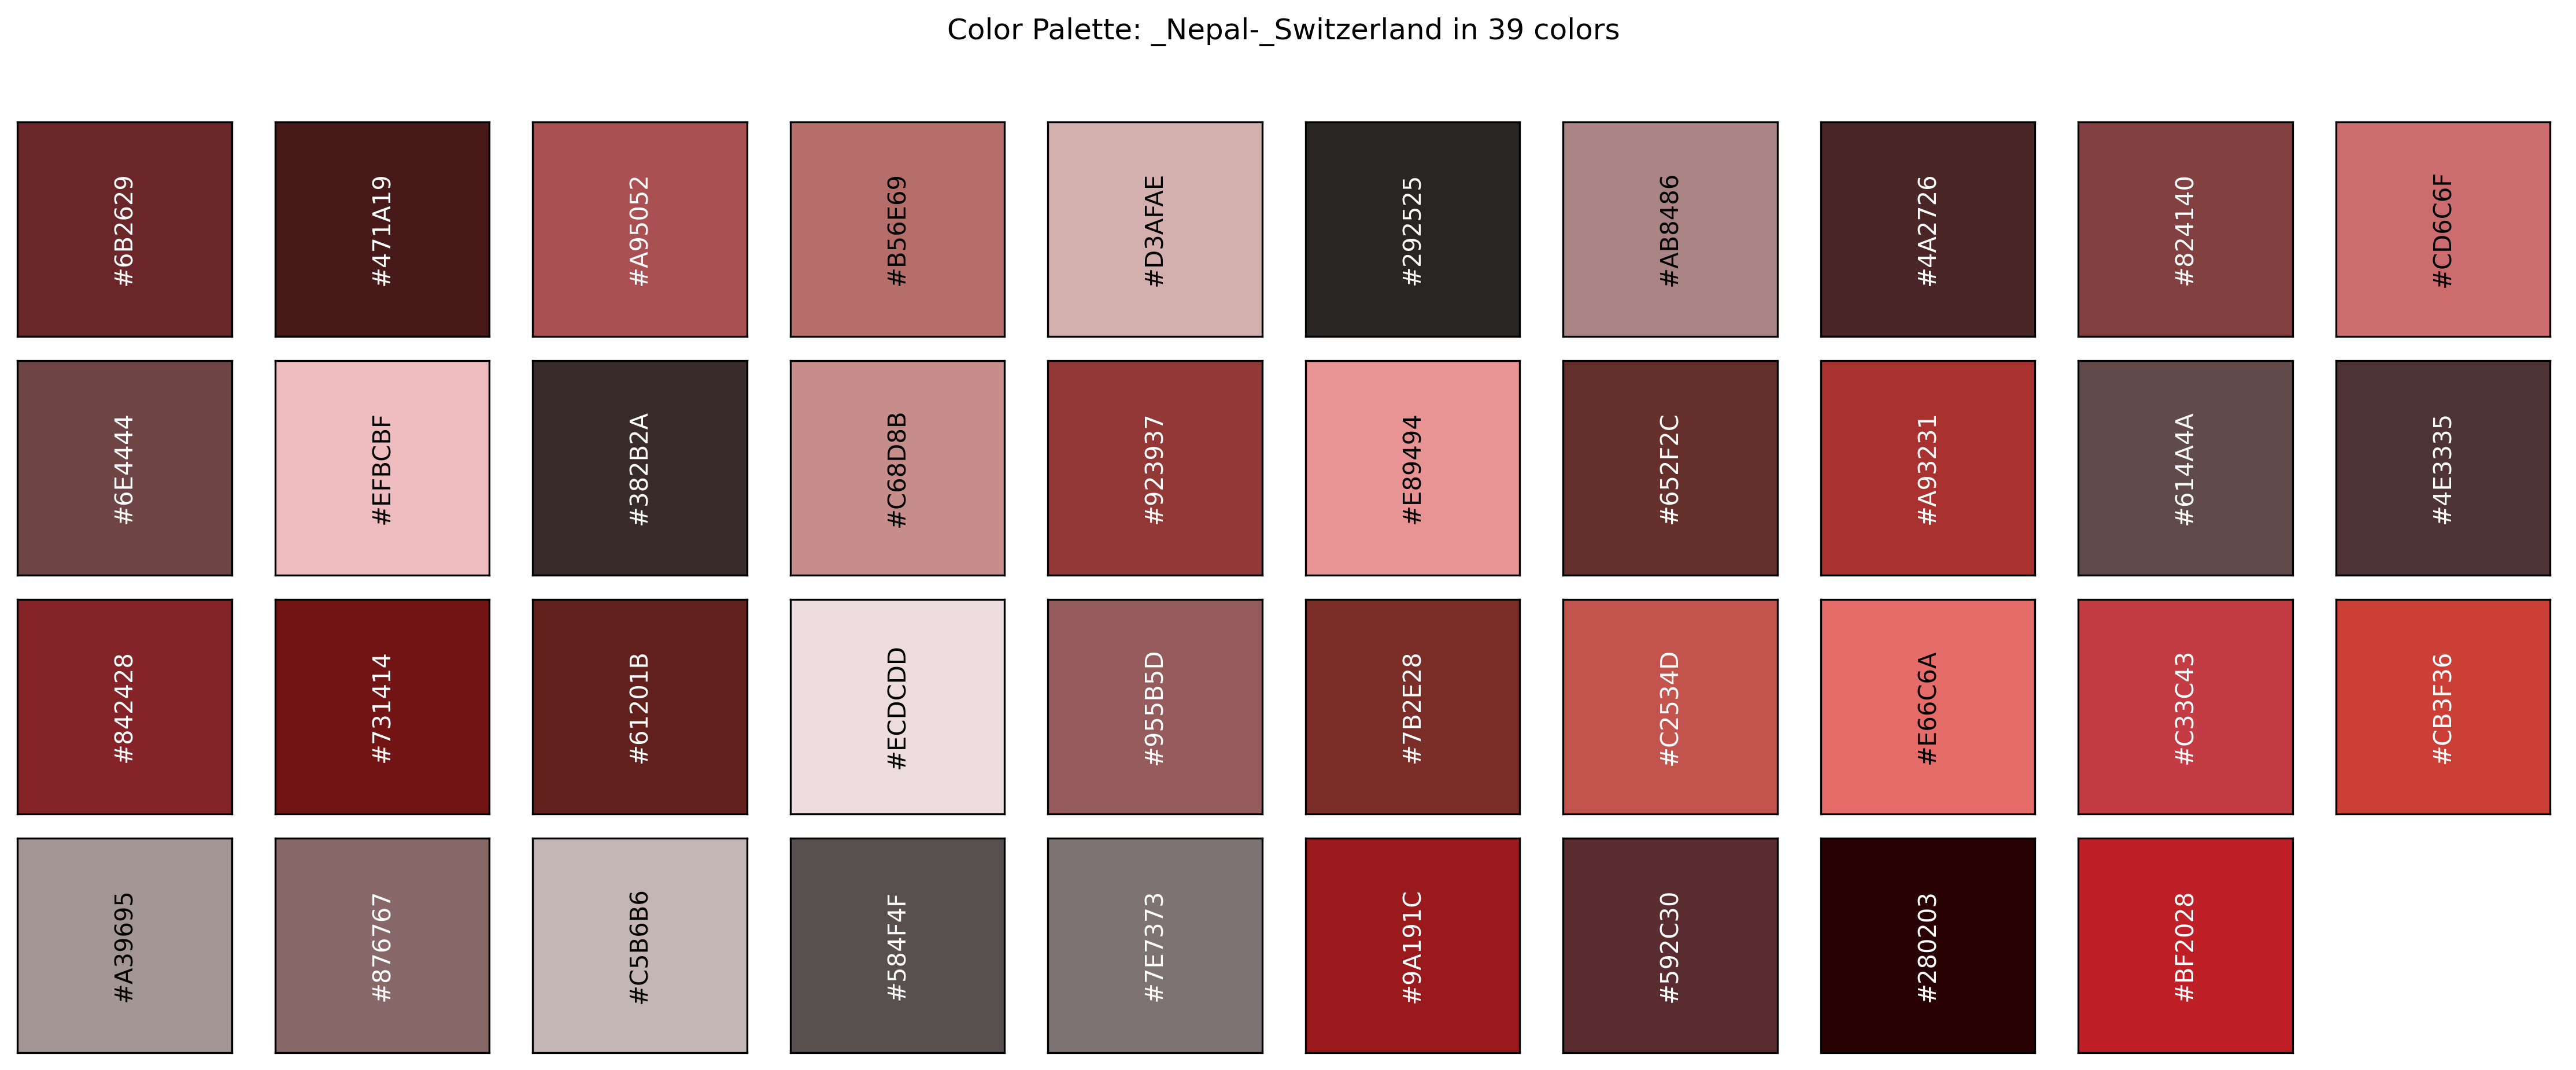 Color Palette: _Nepal-_Switzerland in 39 colors
#6B2629
#471A19
#A95052
#B56E69
#D3AFAE
#292525
#AB8486
#4A2726
#824140
#CD6C6F
#6E4444
#EFBCBF
#382B2A
#C68D8B
#923937
#E89494
#652F2C
#A93231
#614A4A
#4E3335
#842428
#731414
#61201B
#ECDCDD
#955B5D
#7B2E28
#C2534D
#E66C6A
#C33C43
#CB3F36
#A39695
#876767
#C5B6B6
#584F4F
#7E7373
#9A191C
#592C30
#280203
#BF2028